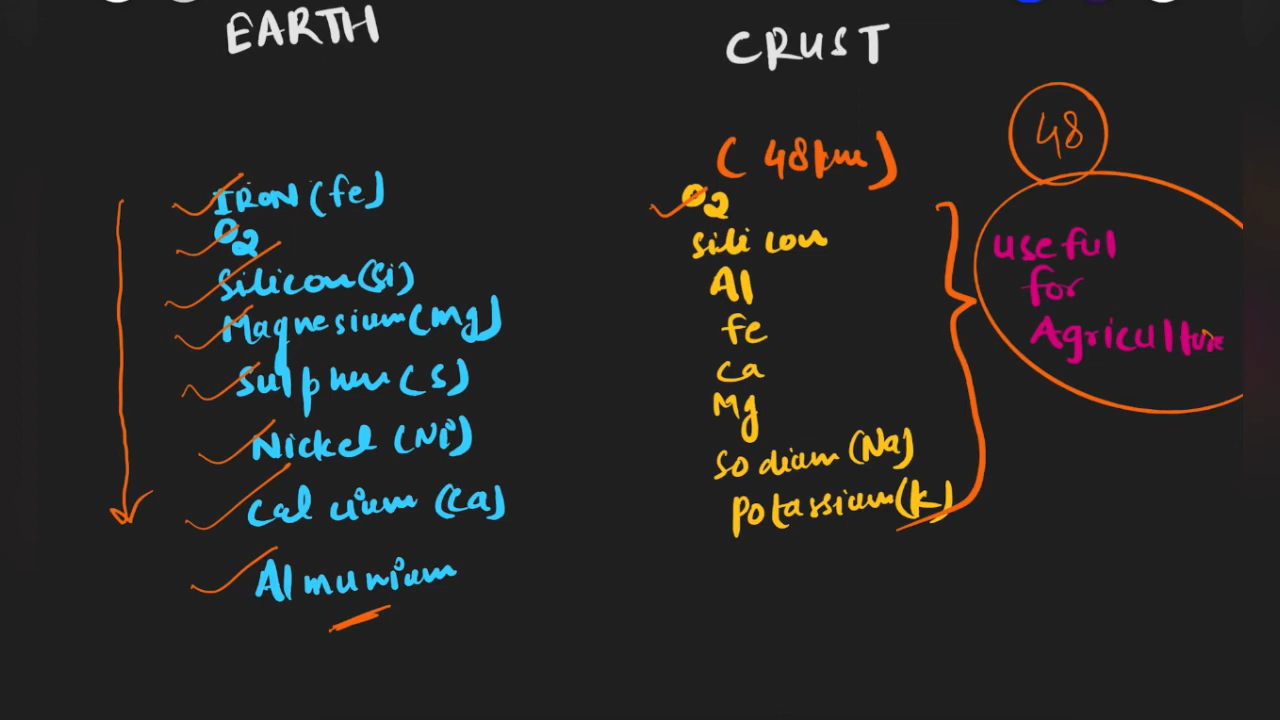 EARTH
CRUST
48
(48km)
IRON (fe)
O2
Silicon (Si)
Magnesium (mg)
Sulpher (S)
Nickel (Ni)
Calcium (Ca)
Almunium
O2
Silicon
Al
fe
Ca
Mg
Sodium (Na)
Potassium (k)
useful
for
Agriculture